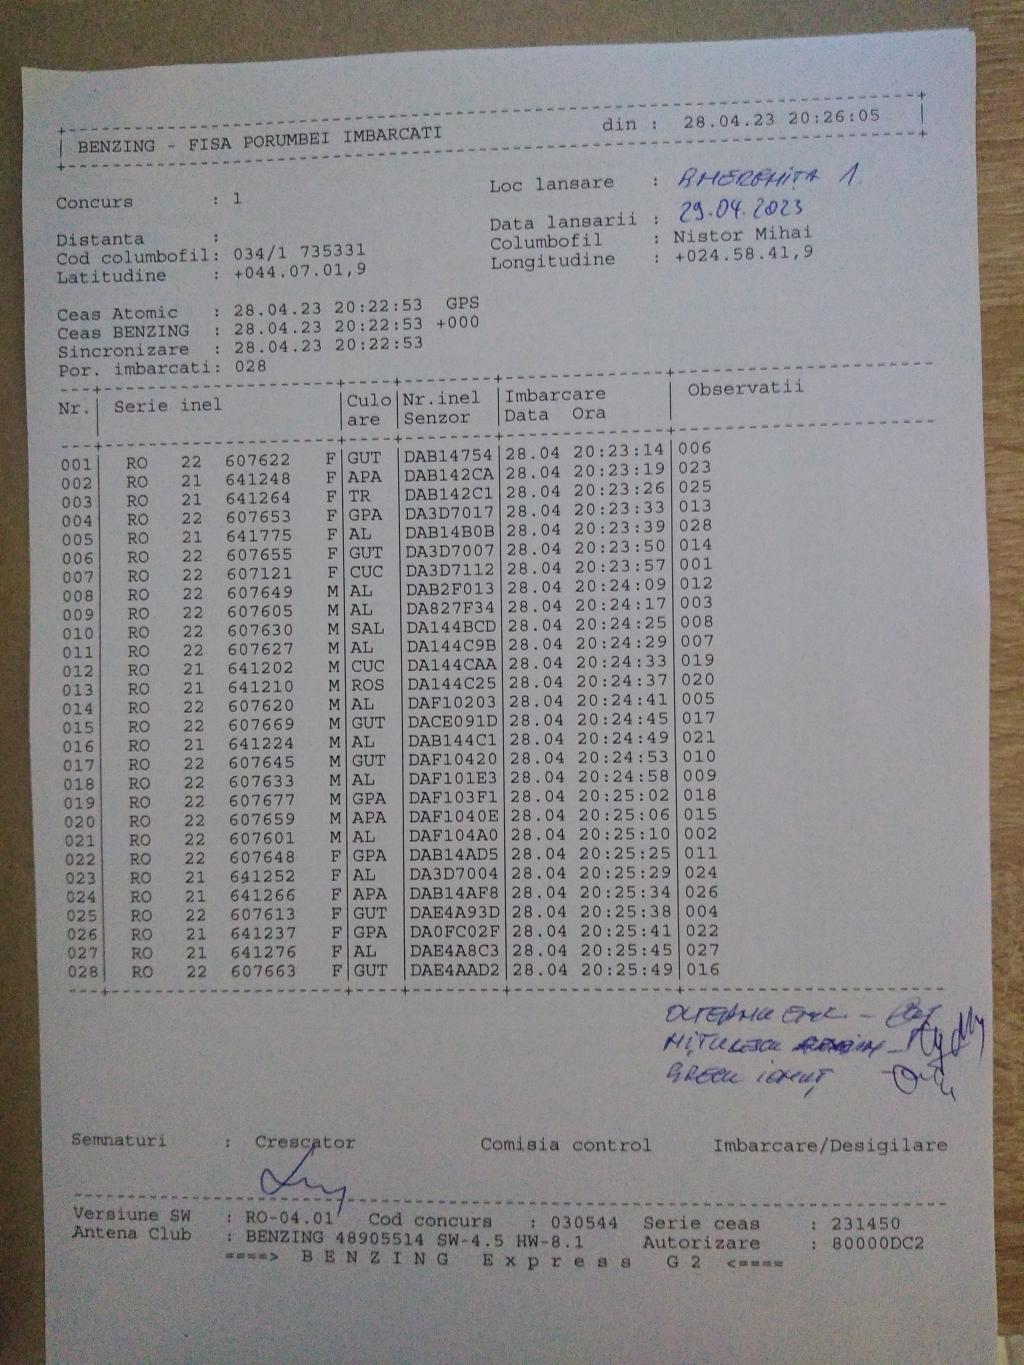 BENZING - FISA PORUMBEI IMBARCATI din : 28.04.23 20:26:05
Concurs : 1 Loc lansare : GHERGHIȚA 1.
Data lansarii : 29.04.2023
Distanta : Columbofil : Nistor Mihai
Cod columbofil: 034/1 735331 Longitudine : +024.58.41,9
Latitudine : +044.07.01,9
Ceas Atomic : 28.04.23 20:22:53 GPS
Ceas BENZING : 28.04.23 20:22:53 +000
Sincronizare : 28.04.23 20:22:53
Por. imbarcati: 028
Nr. Serie inel Culo Nr.inel Imbarcare Observatii
are Senzor Data Ora
001 RO 22 607622 F GUT DAB14754 28.04 20:23:14 006
002 RO 21 641248 F APA DAB142CA 28.04 20:23:19 023
003 RO 21 641264 F TR DAB142C1 28.04 20:23:26 025
004 RO 22 607653 F GPA DA3D7017 28.04 20:23:33 013
005 RO 21 641775 F AL DAB14B0B 28.04 20:23:39 028
006 RO 22 607655 F GUT DA3D7007 28.04 20:23:50 014
007 RO 22 607121 F CUC DA3D7112 28.04 20:23:57 001
008 RO 22 607649 M AL DAB2F013 28.04 20:24:09 012
009 RO 22 607605 M AL DA827F34 28.04 20:24:17 003
010 RO 22 607630 M SAL DA144BCD 28.04 20:24:25 008
011 RO 22 607627 M AL DA144C9B 28.04 20:24:29 007
012 RO 21 641202 M CUC DA144CAA 28.04 20:24:33 019
013 RO 21 641210 M ROS DA144C25 28.04 20:24:37 020
014 RO 22 607620 M AL DAF10203 28.04 20:24:41 005
015 RO 22 607669 M GUT DACE091D 28.04 20:24:45 017
016 RO 21 641224 M AL DAB144C1 28.04 20:24:49 021
017 RO 22 607645 M GUT DAF10420 28.04 20:24:53 010
018 RO 22 607633 M AL DAF101E3 28.04 20:24:58 009
019 RO 22 607677 M GPA DAF103F1 28.04 20:25:02 018
020 RO 22 607659 M APA DAF1040E 28.04 20:25:06 015
021 RO 22 607601 M AL DAF104A0 28.04 20:25:10 002
022 RO 22 607648 F GPA DAB14AD5 28.04 20:25:25 011
023 RO 21 641252 F AL DA3D7004 28.04 20:25:29 024
024 RO 21 641266 F APA DAB14AF8 28.04 20:25:34 026
025 RO 22 607613 F GUT DAE4A93D 28.04 20:25:38 004
026 RO 21 641237 F GPA DA0FC02F 28.04 20:25:41 022
027 RO 21 641276 F AL DAE4A8C3 28.04 20:25:45 027
028 RO 22 607663 F GUT DAE4AAD2 28.04 20:25:49 016
GRECU IONUȚ
Semnaturi : Crescator Comisia control Imbarcare/Desigilare
Versiune SW : RO-04.01 Cod concurs : 030544 Serie ceas : 231450
Antena Club : BENZING 48905514 SW-4.5 HW-8.1 Autorizare : 80000DC2
====> B E N Z I N G E x p r e s s G 2 <====